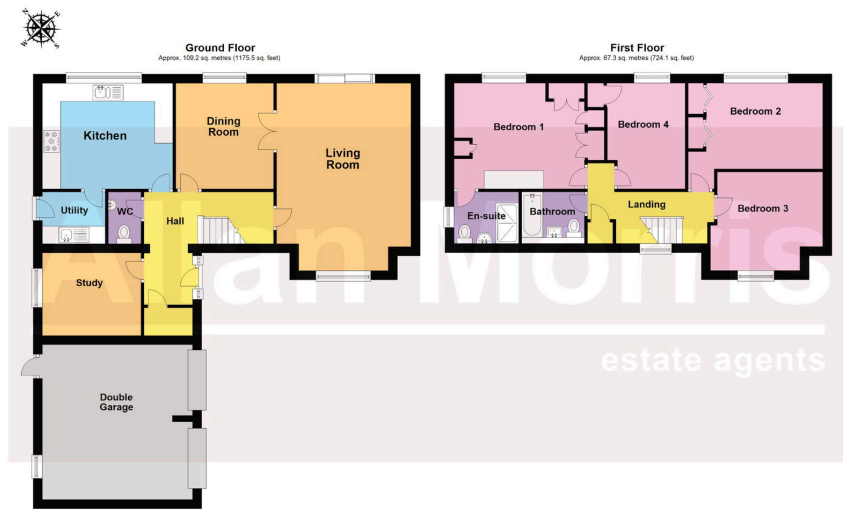 N
E
S
W
Ground Floor
Approx. 109.2 sq. metres (1175.5 sq. feet)
Kitchen
Dining
Room
Living
Room
Utility
WC
Hall
Study
Double
Garage
First Floor
Approx. 67.3 sq. metres (724.1 sq. feet)
Bedroom 1
Bedroom 4
Bedroom 2
En-suite
Bathroom
Landing
Bedroom 3
Allan Morris
estate agents